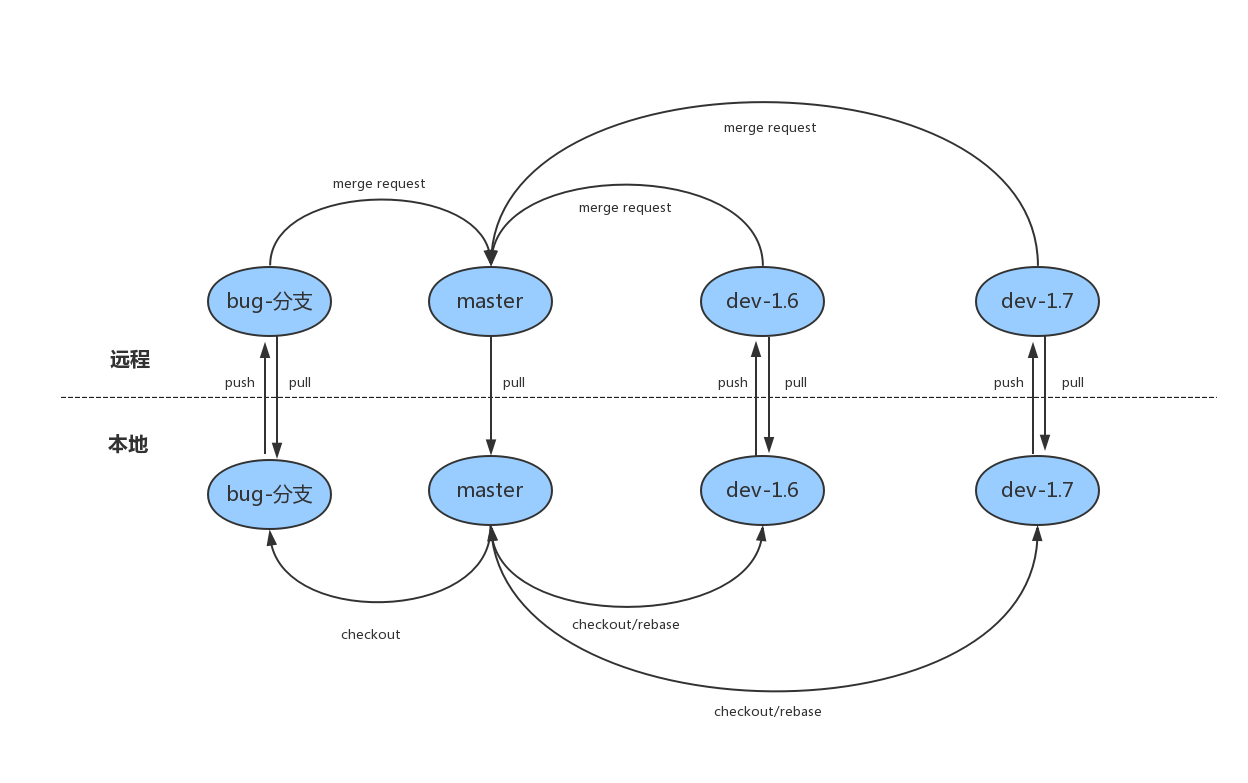 merge request
merge request
merge request
bug-分支
master
dev-1.6
dev-1.7
远程
push
pull
pull
push
pull
push
pull
本地
bug-分支
master
dev-1.6
dev-1.7
checkout/rebase
checkout
checkout/rebase